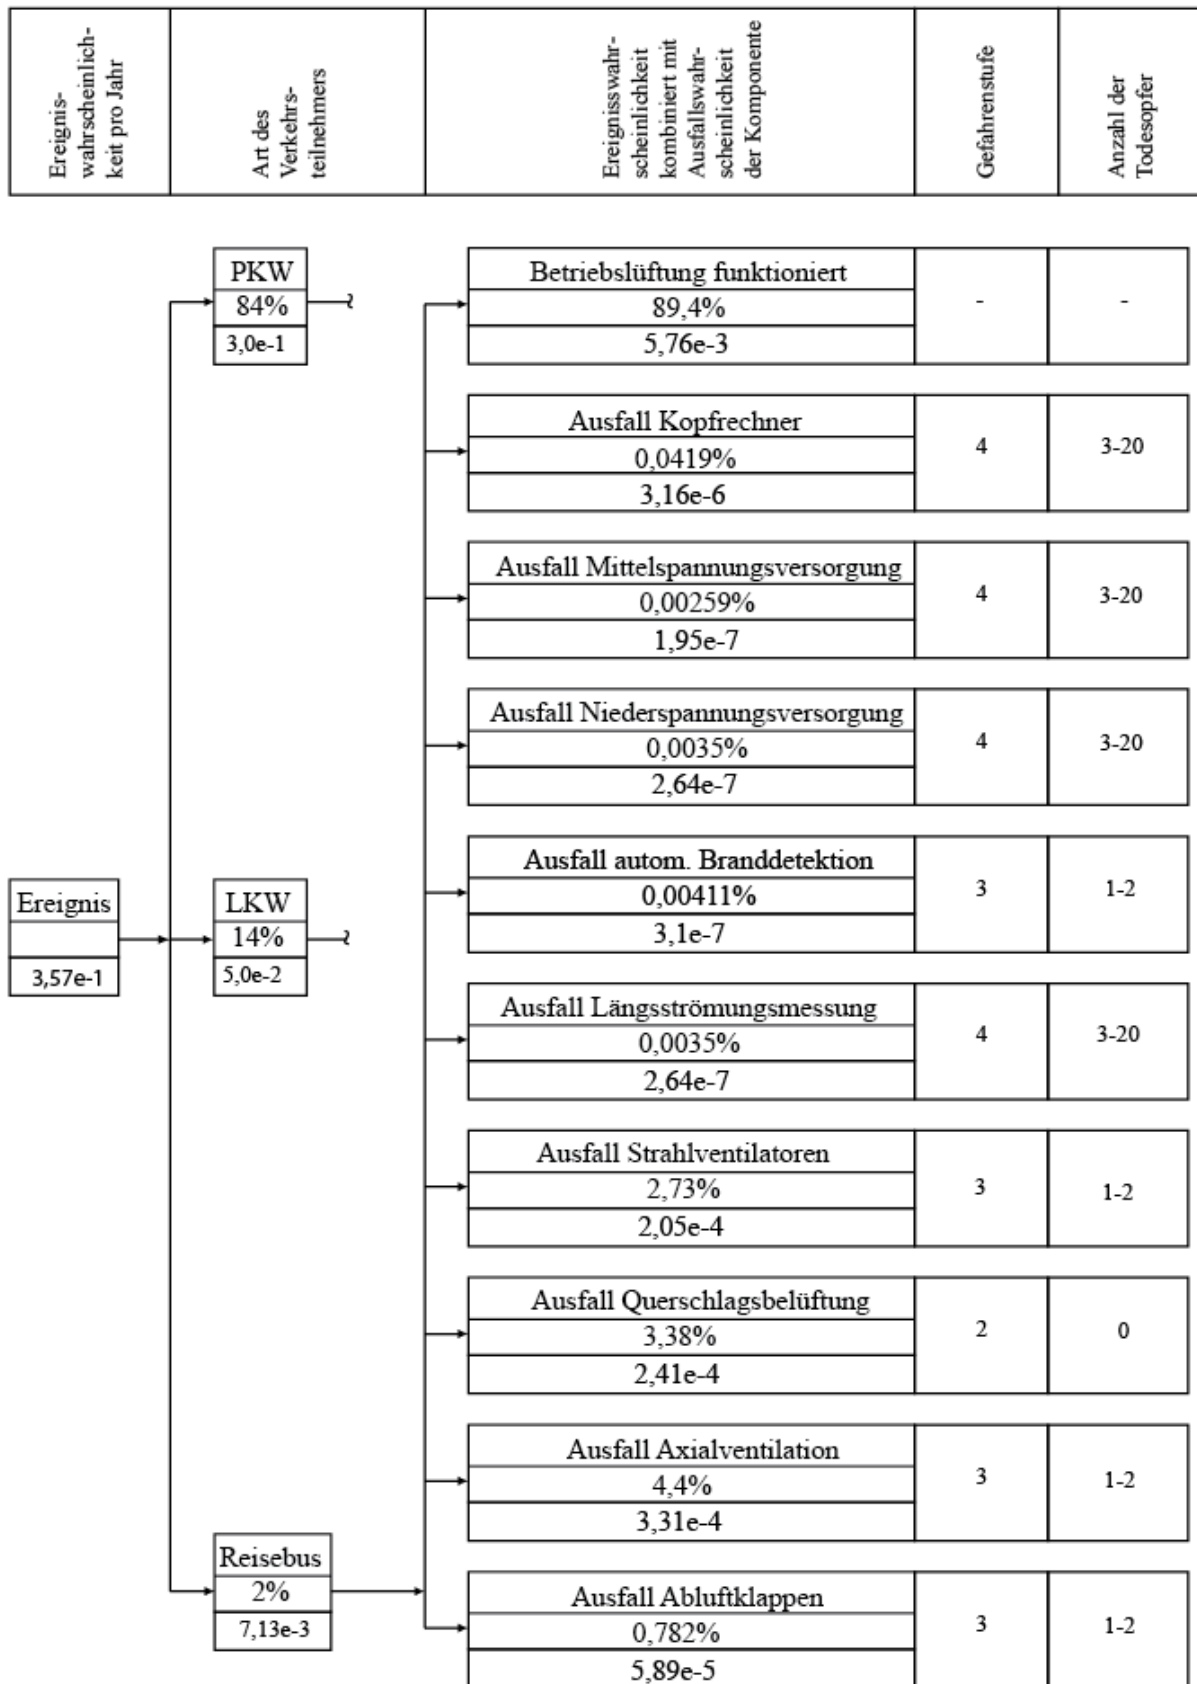 Ereignis-
wahrscheinlich-
keit pro Jahr
Art des
Verkehrs-
teilnehmers
Ereignisswahr-
scheinlichkeit
kombiniert mit
Ausfallswahr-
scheinlichkeit
der Komponente
Gefahrenstufe
Anzahl der
Todesopfer
Ereignis
3,57e-1
PKW
84%
3,0e-1
LKW
14%
5,0e-2
Reisebus
2%
7,13e-3
Betriebslüftung funktioniert
89,4%
5,76e-3
-
-
Ausfall Kopfrechner
0,0419%
3,16e-6
4
3-20
Ausfall Mittelspannungsversorgung
0,00259%
1,95e-7
4
3-20
Ausfall Niederspannungsversorgung
0,0035%
2,64e-7
4
3-20
Ausfall autom. Branddetektion
0,00411%
3,1e-7
3
1-2
Ausfall Längsströmungsmessung
0,0035%
2,64e-7
4
3-20
Ausfall Strahlventilatoren
2,73%
2,05e-4
3
1-2
Ausfall Querschlagsbelüftung
3,38%
2,41e-4
2
0
Ausfall Axialventilation
4,4%
3,31e-4
3
1-2
Ausfall Abluftklappen
0,782%
5,89e-5
3
1-2